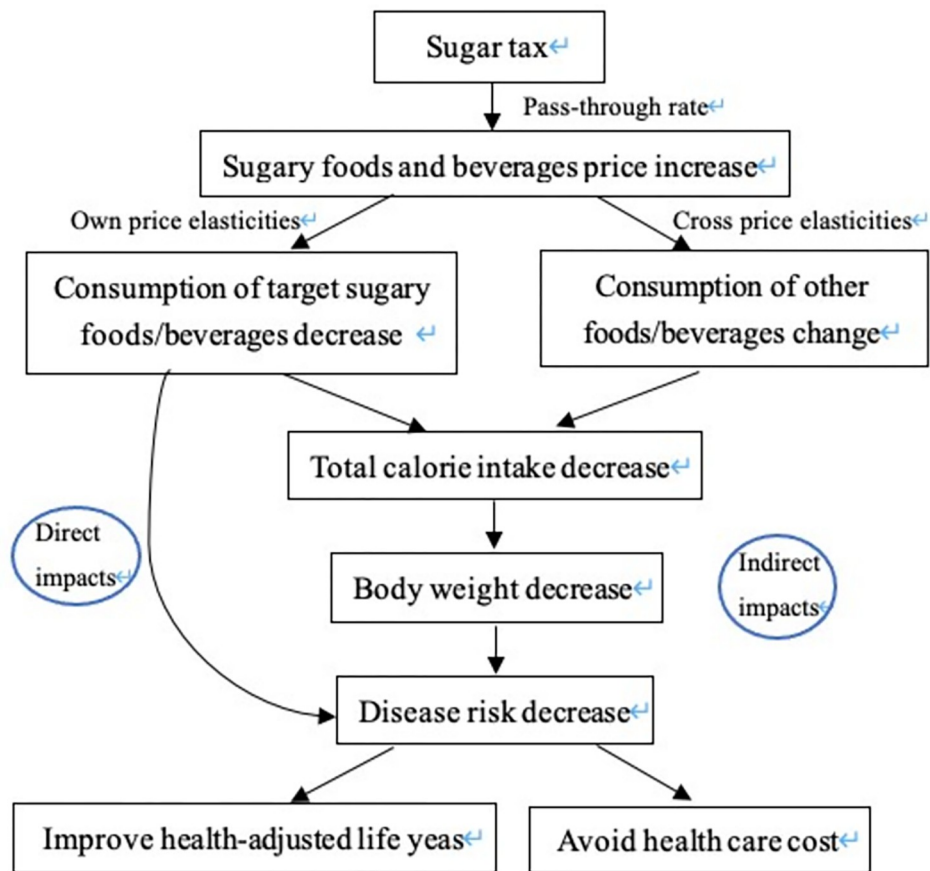 Sugar tax↵
Pass-through rate↵
Sugary foods and beverages price increase↵
Own price elasticities↵
Cross price elasticities↵
Consumption of target sugary
foods/beverages decrease ↵
Consumption of other
foods/beverages change↵
Total calorie intake decrease↵
Direct
impacts↵
Body weight decrease↵
Indirect
impacts↵
Disease risk decrease↵
Improve health-adjusted life yeas↵
Avoid health care cost↵